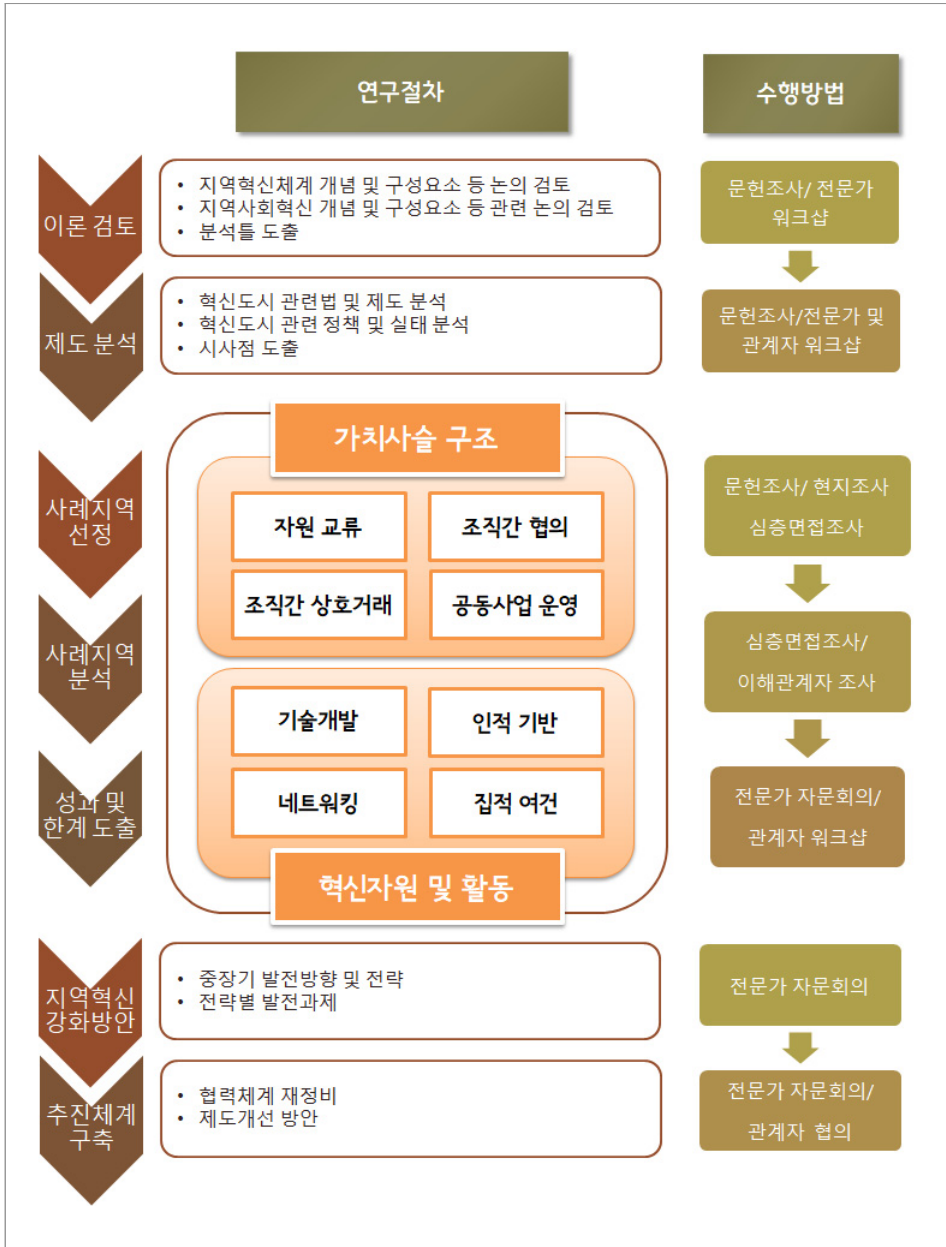 연구절차
수행방법
이론 검토
• 지역혁신체계 개념 및 구성요소 등 논의 검토
• 지역사회혁신 개념 및 구성요소 등 관련 논의 검토
• 분석틀 도출
문헌조사/ 전문가
워크샵
제도 분석
• 혁신도시 관련법 및 제도 분석
• 혁신도시 관련 정책 및 실태 분석
• 시사점 도출
문헌조사/전문가 및
관계자 워크샵
가치사슬 구조
사례지역
선정
자원 교류
조직간 협의
조직간 상호거래
공동사업 운영
문헌조사/ 현지조사
심층면접조사
사례지역
분석
심층면접조사/
이해관계자 조사
기술개발
인적 기반
네트워킹
집적 여건
성과 및
한계 도출
전문가 자문회의/
관계자 워크샵
혁신자원 및 활동
지역혁신
강화방안
• 중장기 발전방향 및 전략
• 전략별 발전과제
전문가 자문회의
추진체계
구축
• 협력체계 재정비
• 제도개선 방안
전문가 자문회의/
관계자 협의